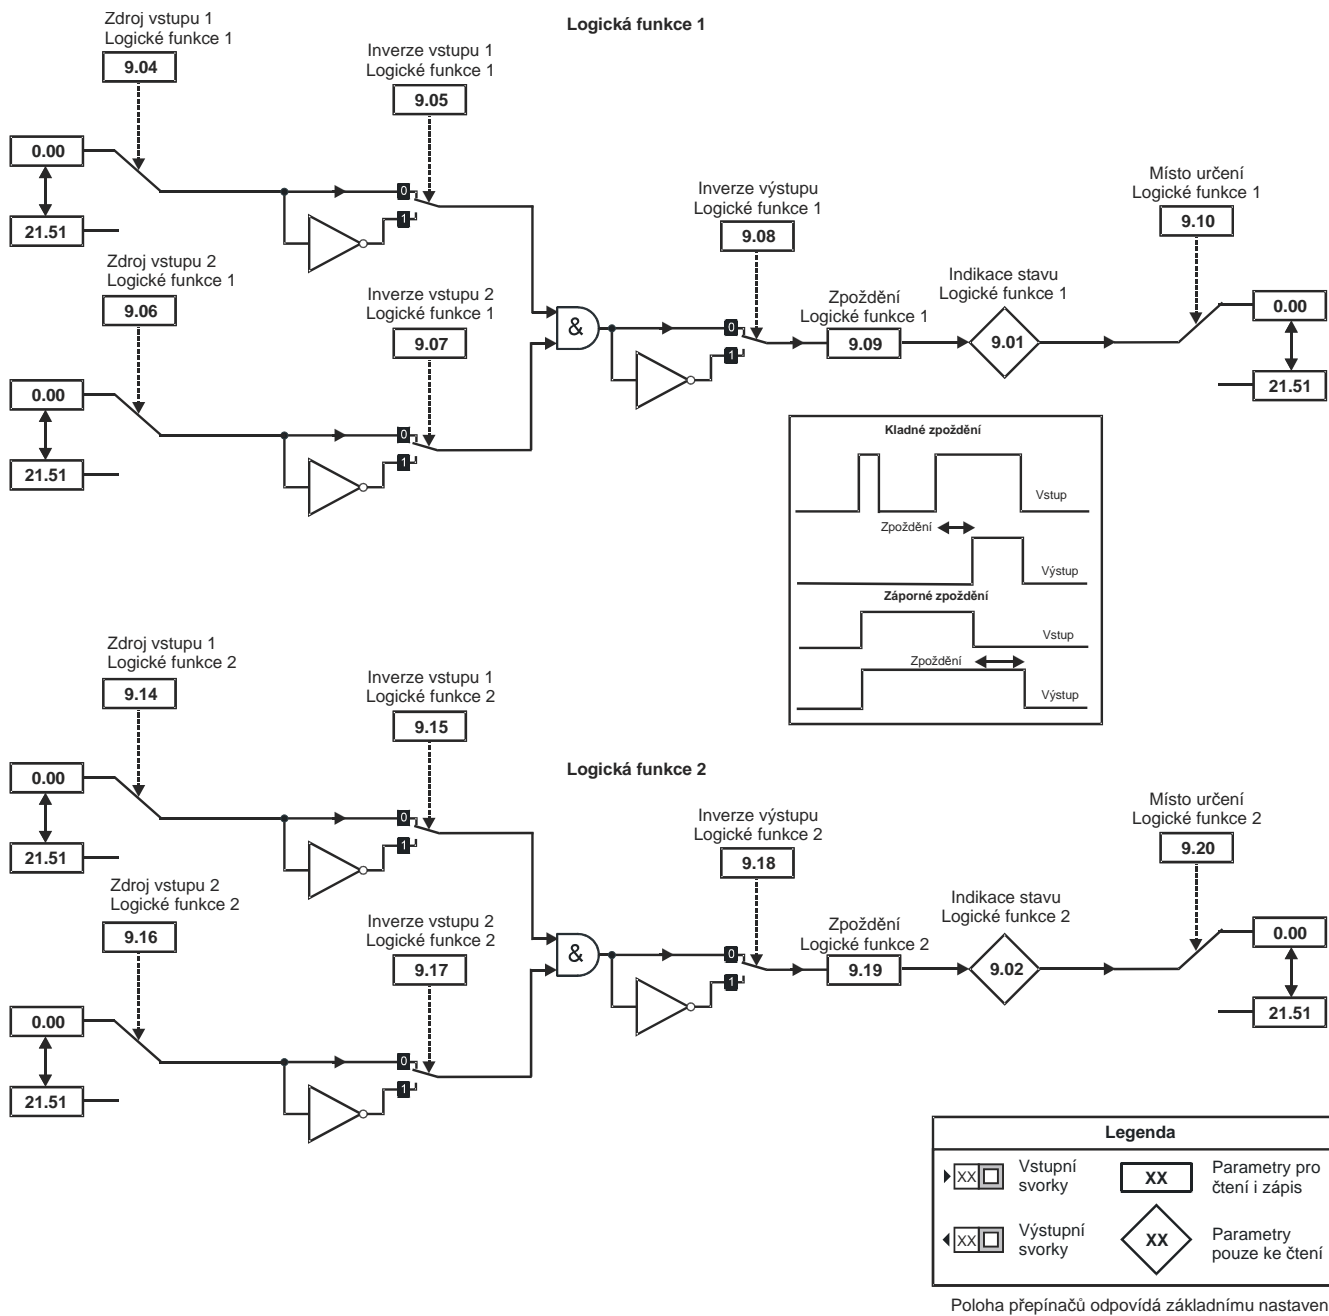 Logická funkce 1
Zdroj vstupu 1
Logické funkce 1
9.04
Inverze vstupu 1
Logické funkce 1
9.05
0.00
21.51
0
1
Zdroj vstupu 2
Logické funkce 1
9.06
Inverze vstupu 2
Logické funkce 1
9.07
0.00
21.51
0
1
&
Inverze výstupu
Logické funkce 1
9.08
0
1
Zpoždění
Logické funkce 1
9.09
Indikace stavu
Logické funkce 1
9.01
Místo určení
Logické funkce 1
9.10
0.00
21.51
Kladné zpoždění
Vstup
Zpoždění
Výstup
Záporné zpoždění
Vstup
Zpoždění
Výstup
Logická funkce 2
Zdroj vstupu 1
Logické funkce 2
9.14
Inverze vstupu 1
Logické funkce 2
9.15
0.00
21.51
0
1
Zdroj vstupu 2
Logické funkce 2
9.16
Inverze vstupu 2
Logické funkce 2
9.17
0.00
21.51
0
1
&
Inverze výstupu
Logické funkce 2
9.18
0
1
Zpoždění
Logické funkce 2
9.19
Indikace stavu
Logické funkce 2
9.02
Místo určení
Logické funkce 2
9.20
0.00
21.51
Legenda
XX
Vstupní
svorky
XX
Parametry pro
čtení i zápis
XX
Výstupní
svorky
XX
Parametry
pouze ke čtení
Poloha přepínačů odpovídá základnímu nastaven